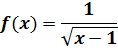 f(x) = 1/√(x − 1)